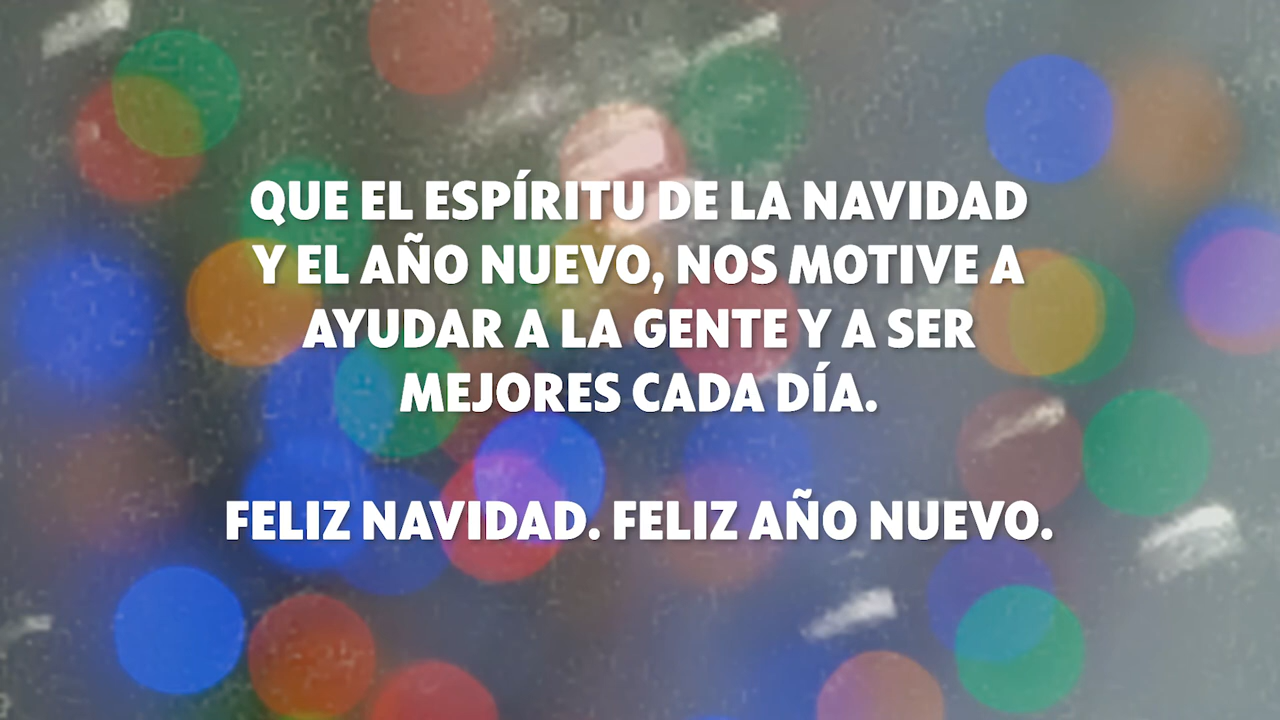 QUE EL ESPÍRITU DE LA NAVIDAD
Y EL AÑO NUEVO, NOS MOTIVE A
AYUDAR A LA GENTE Y A SER
MEJORES CADA DÍA.
FELIZ NAVIDAD. FELIZ AÑO NUEVO.